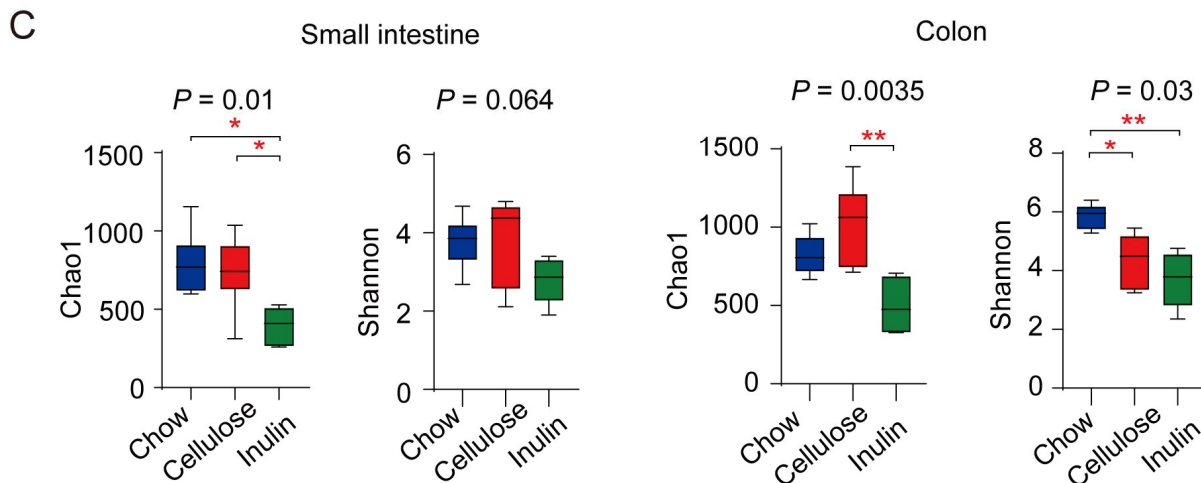 C
Small intestine
Colon
P = 0.01
P = 0.064
P = 0.0035
P = 0.03
*
*
**
**
*
Chao1
1500
1000
500
0
Chow
Cellulose
Inulin
Shannon
6
4
2
0
Chow
Cellulose
Inulin
Chao1
1500
1000
500
0
Chow
Cellulose
Inulin
Shannon
8
6
4
2
0
Chow
Cellulose
Inulin